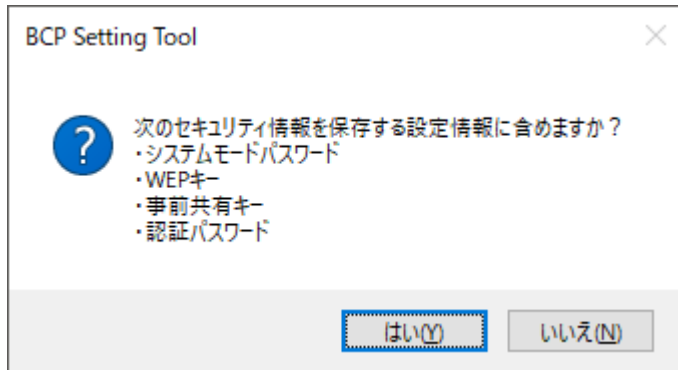 BCP Setting Tool
次のセキュリティ情報を保存する設定情報に含めますか?
・システムモードパスワード
・WEPキー
・事前共有キー
・認証パスワード
はい(Y)
いいえ(N)